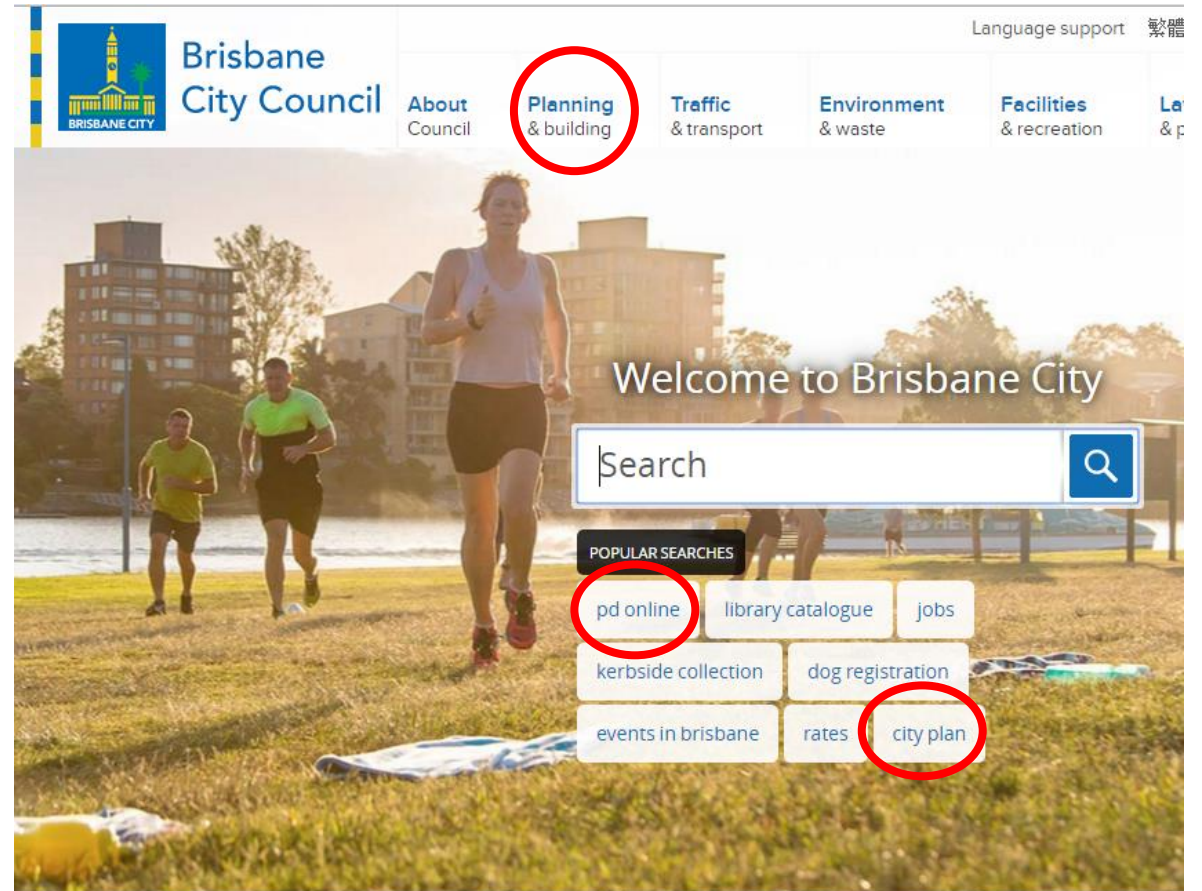 Language support 繁體
Brisbane
City Council
BRISBANE CITY
About
Council
Planning
& building
Traffic
& transport
Environment
& waste
Facilities
& recreation
Welcome to Brisbane City
Search
POPULAR SEARCHES
pd online library catalogue jobs
kerbside collection dog registration
events in brisbane rates city plan